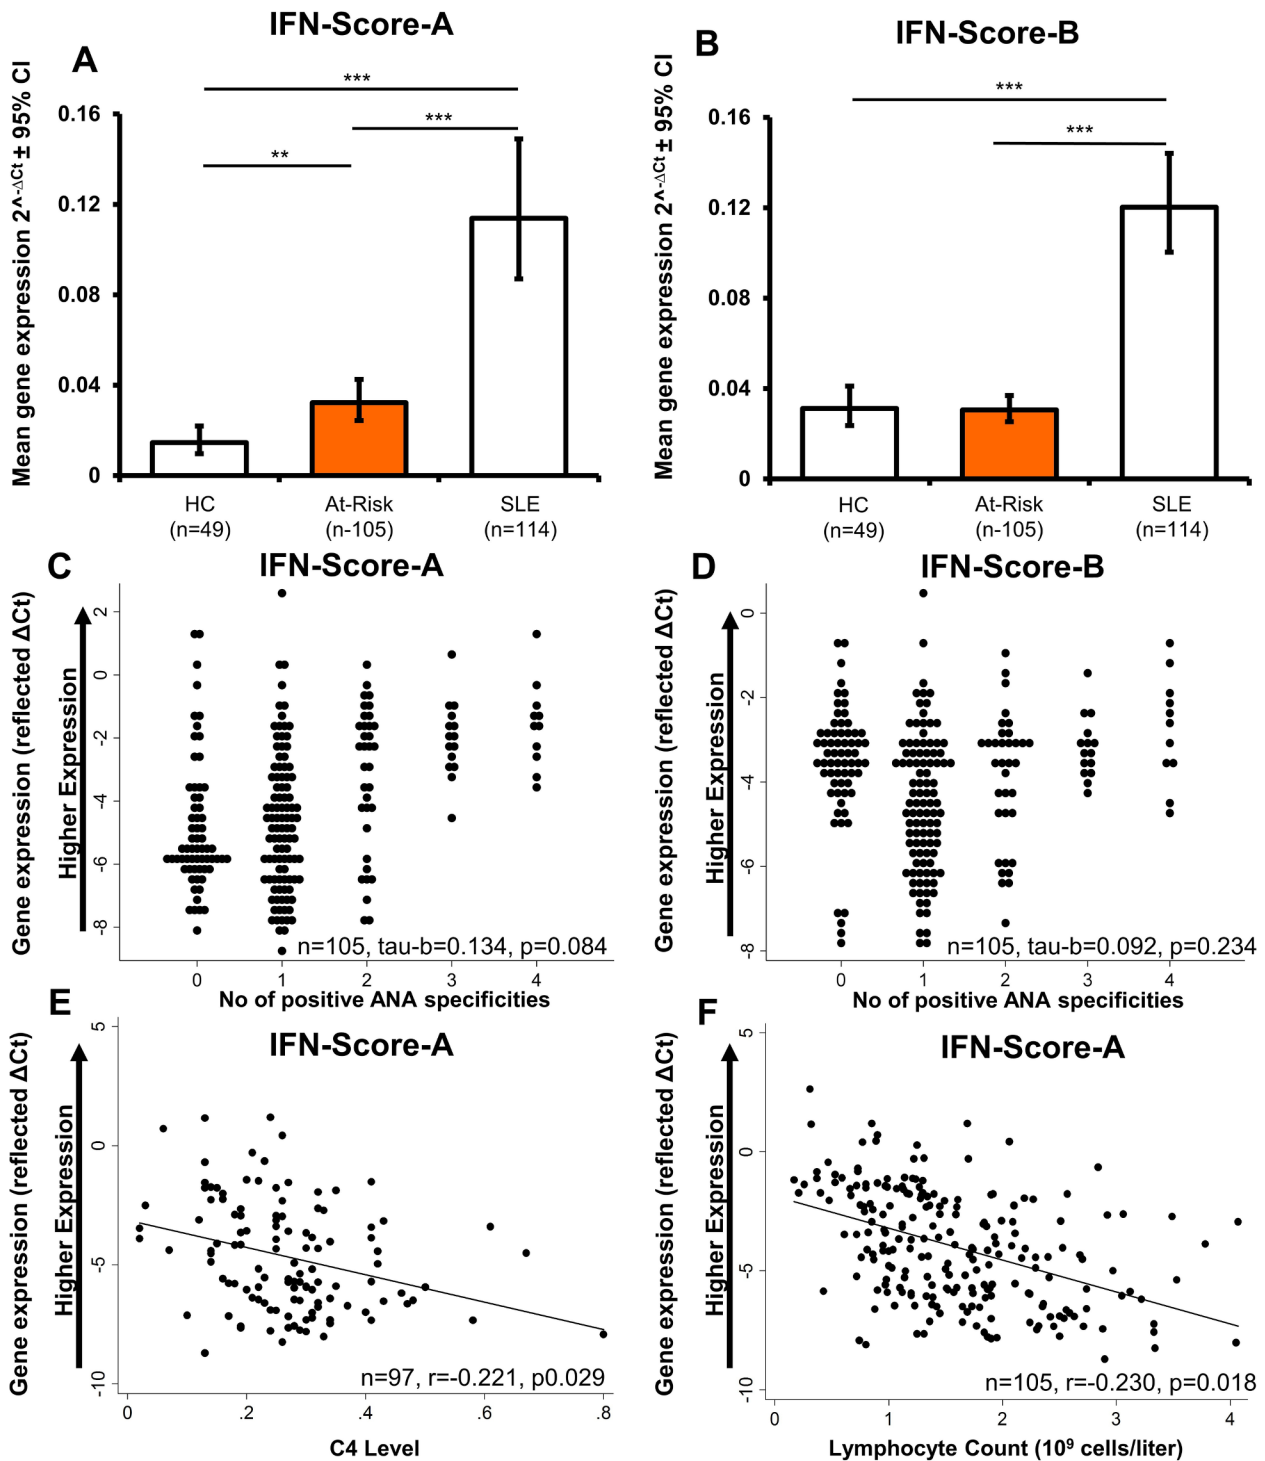 IFN-Score-A
A
Mean gene expression 2^-ΔCt ± 95% CI
0.16
0.12
0.08
0.04
0
***
***
**
HC
(n=49)
At-Risk
(n-105)
SLE
(n=114)
IFN-Score-B
B
Mean gene expression 2^-ΔCt ± 95% CI
0.16
0.12
0.08
0.04
0
***
***
HC
(n=49)
At-Risk
(n-105)
SLE
(n=114)
C
IFN-Score-A
Gene expression (reflected ΔCt)
Higher Expression
2
0
-2
-4
-6
-8
n=105, tau-b=0.134, p=0.084
0 1 2 3 4
No of positive ANA specificities
D
IFN-Score-B
Gene expression (reflected ΔCt)
Higher Expression
0
-2
-4
-6
-8
n=105, tau-b=0.092, p=0.234
0 1 2 3 4
No of positive ANA specificities
E
IFN-Score-A
Gene expression (reflected ΔCt)
Higher Expression
5
0
-5
-10
n=97, r=-0.221, p0.029
0 .2 .4 .6 .8
C4 Level
F
IFN-Score-A
Gene expression (reflected ΔCt)
Higher Expression
5
0
-5
-10
n=105, r=-0.230, p=0.018
0 1 2 3 4
Lymphocyte Count (10⁹ cells/liter)